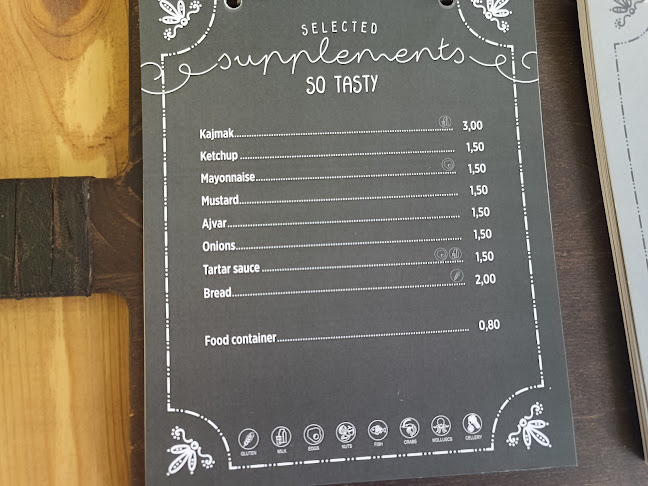 SELECTED
supplements
SO TASTY
Kajmak 3,00
Ketchup 1,50
Mayonnaise 1,50
Mustard 1,50
Ajvar 1,50
Onions 1,50
Tartar sauce 1,50
Bread 2,00
Food container 0,80
GLUTEN MILK EGGS NUTS FISH CRABS MOLLUSCS CELLERY